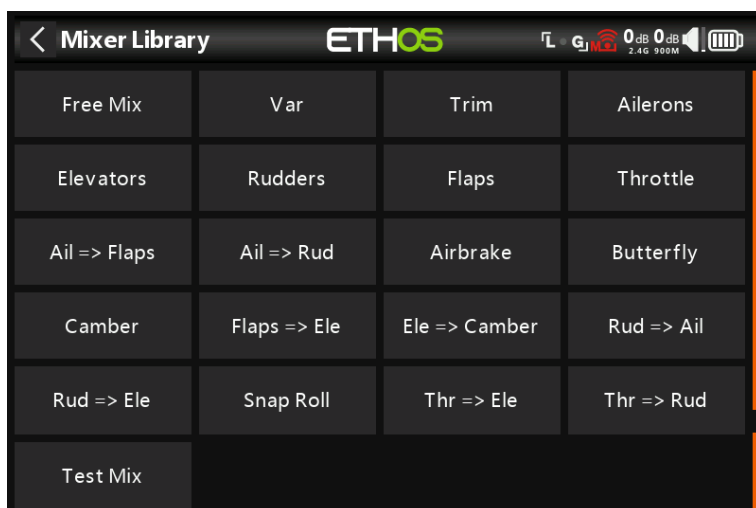 Mixer Library ETHOS L G M 0dB 2.4G 0dB 900M
Free Mix Var Trim Ailerons
Elevators Rudders Flaps Throttle
Ail => Flaps Ail => Rud Airbrake Butterfly
Camber Flaps => Ele Ele => Camber Rud => Ail
Rud => Ele Snap Roll Thr => Ele Thr => Rud
Test Mix